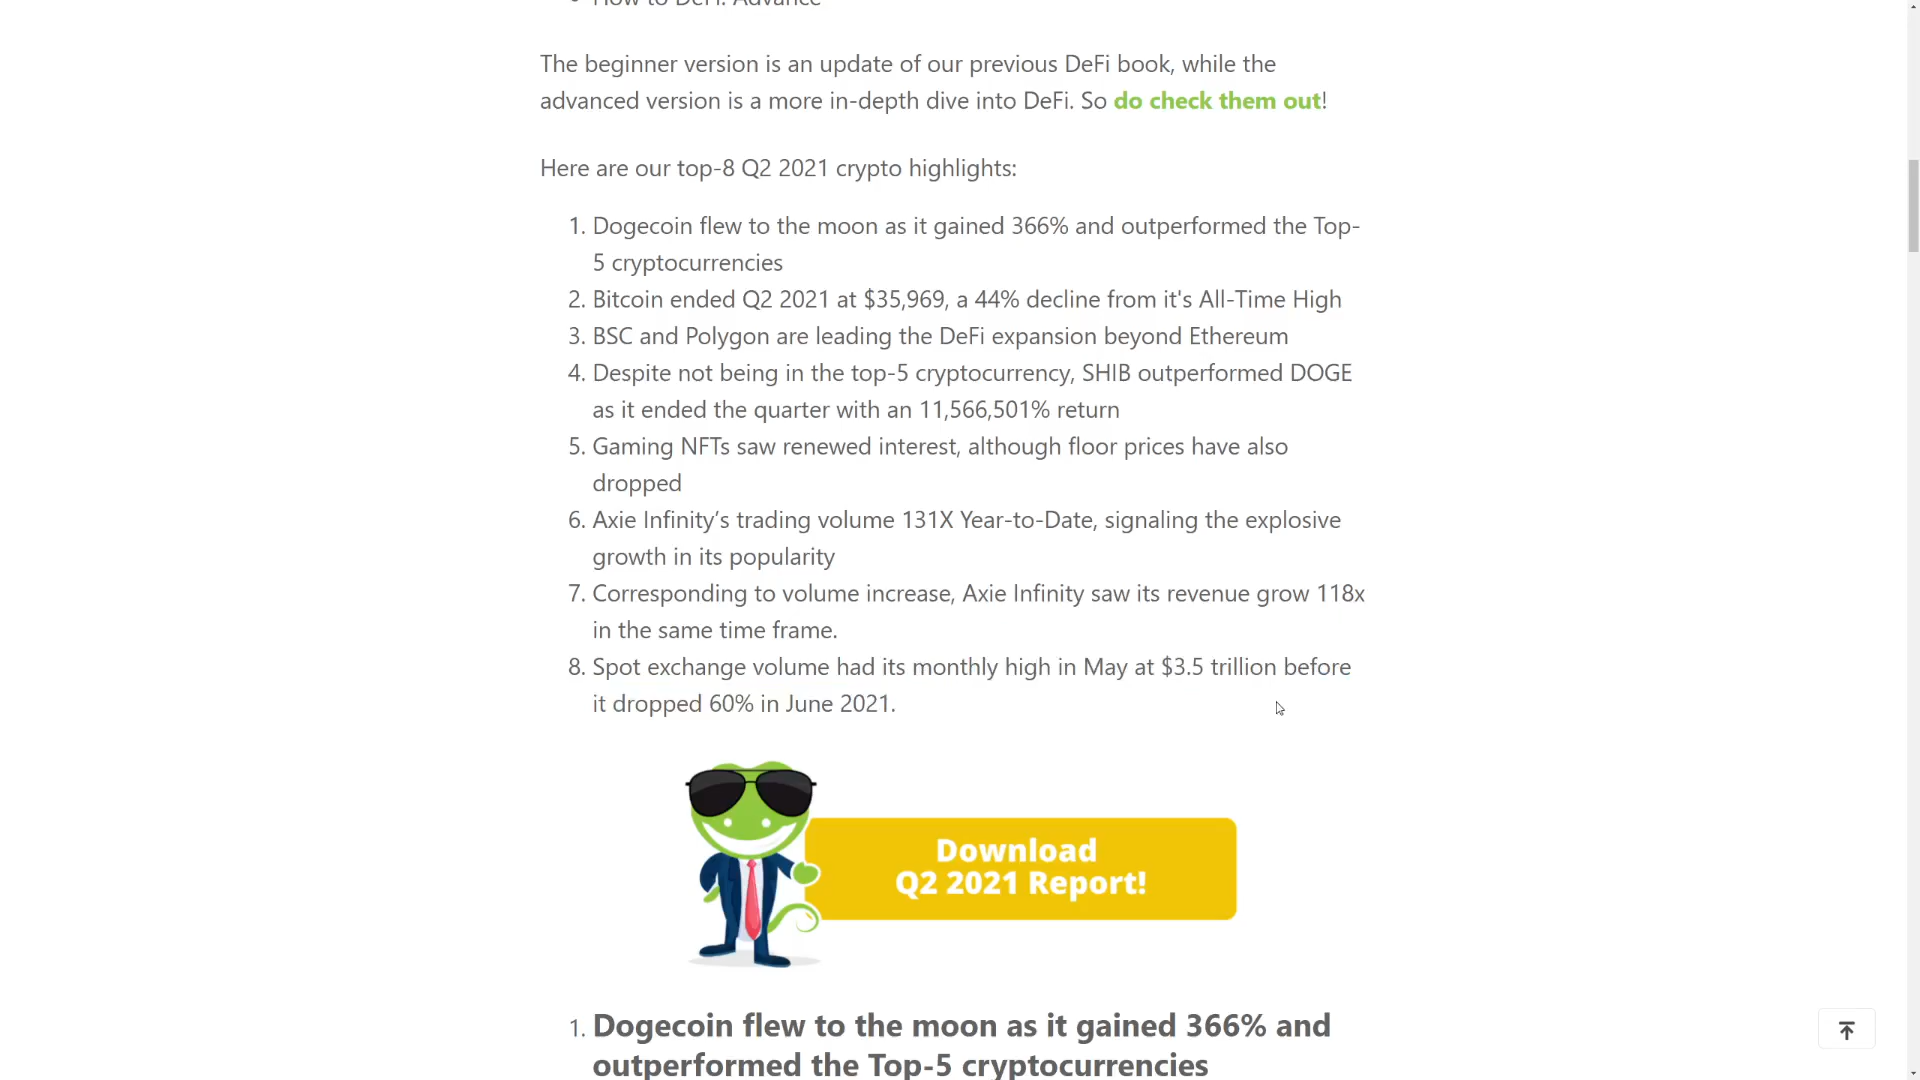 How to DeFi: Advance
The beginner version is an update of our previous DeFi book, while the
advanced version is a more in-depth dive into DeFi. So do check them out!
Here are our top-8 Q2 2021 crypto highlights:
1. Dogecoin flew to the moon as it gained 366% and outperformed the Top-
5 cryptocurrencies
2. Bitcoin ended Q2 2021 at $35,969, a 44% decline from it's All-Time High
3. BSC and Polygon are leading the DeFi expansion beyond Ethereum
4. Despite not being in the top-5 cryptocurrency, SHIB outperformed DOGE
as it ended the quarter with an 11,566,501% return
5. Gaming NFTs saw renewed interest, although floor prices have also
dropped
6. Axie Infinity’s trading volume 131X Year-to-Date, signaling the explosive
growth in its popularity
7. Corresponding to volume increase, Axie Infinity saw its revenue grow 118x
in the same time frame.
8. Spot exchange volume had its monthly high in May at $3.5 trillion before
it dropped 60% in June 2021.
Download
Q2 2021 Report!
1. Dogecoin flew to the moon as it gained 366% and
outperformed the Top-5 cryptocurrencies